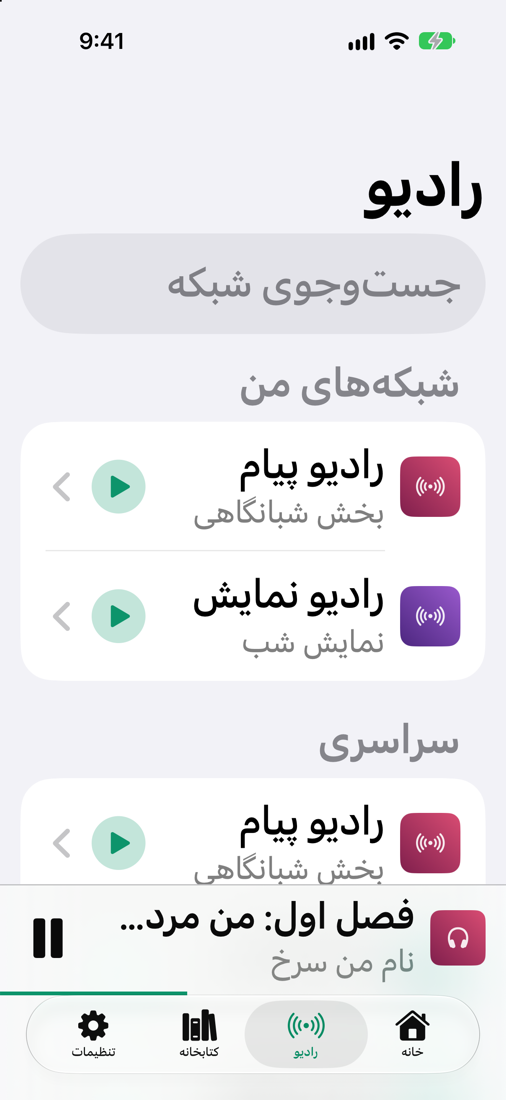 9:41
رادیو
جست‌وجوی شبکه
شبکه‌های من
رادیو پیام
بخش شبانگاهی
رادیو نمایش
نمایش شب
سراسری
رادیو پیام
بخش شبانگاهی
فصل اول: من مرد...
نام من سرخ
خانه
رادیو
کتابخانه
تنظیمات